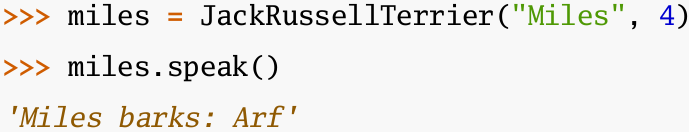 >>> miles = JackRussellTerrier("Miles", 4)
>>> miles.speak()
'Miles barks: Arf'